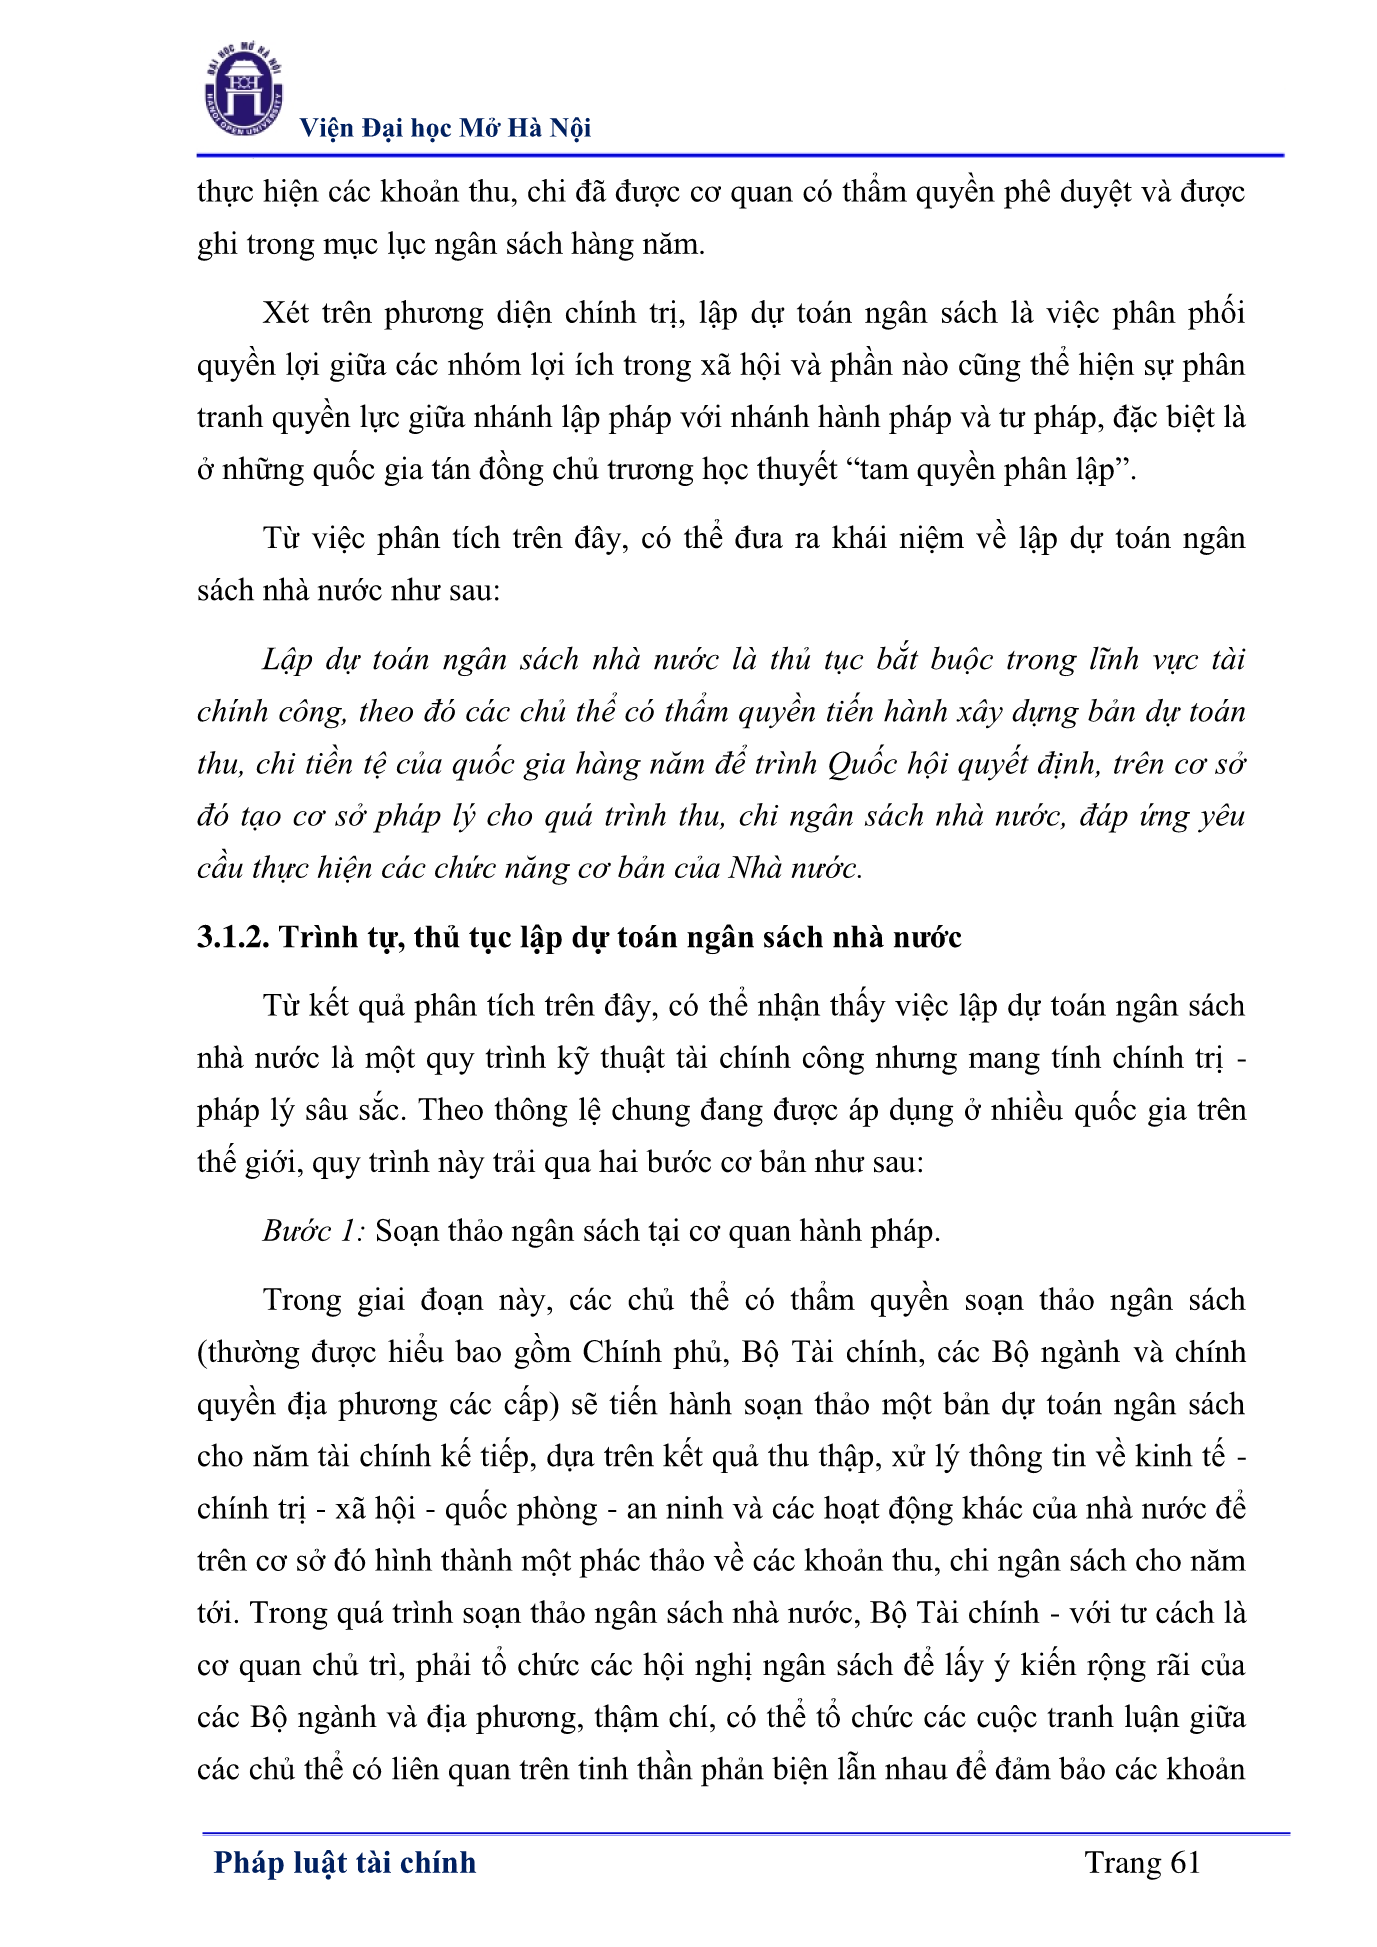 ĐẠI HỌC MỞ HÀ NỘI
HANOI OPEN UNIVERSITY
Viện Đại học Mở Hà Nội
thực hiện các khoản thu, chi đã được cơ quan có thẩm quyền phê duyệt và được
ghi trong mục lục ngân sách hàng năm.
Xét trên phương diện chính trị, lập dự toán ngân sách là việc phân phối
quyền lợi giữa các nhóm lợi ích trong xã hội và phần nào cũng thể hiện sự phân
tranh quyền lực giữa nhánh lập pháp với nhánh hành pháp và tư pháp, đặc biệt là
ở những quốc gia tán đồng chủ trương học thuyết “tam quyền phân lập”.
Từ việc phân tích trên đây, có thể đưa ra khái niệm về lập dự toán ngân
sách nhà nước như sau:
Lập dự toán ngân sách nhà nước là thủ tục bắt buộc trong lĩnh vực tài
chính công, theo đó các chủ thể có thẩm quyền tiến hành xây dựng bản dự toán
thu, chi tiền tệ của quốc gia hàng năm để trình Quốc hội quyết định, trên cơ sở
đó tạo cơ sở pháp lý cho quá trình thu, chi ngân sách nhà nước, đáp ứng yêu
cầu thực hiện các chức năng cơ bản của Nhà nước.
3.1.2. Trình tự, thủ tục lập dự toán ngân sách nhà nước
Từ kết quả phân tích trên đây, có thể nhận thấy việc lập dự toán ngân sách
nhà nước là một quy trình kỹ thuật tài chính công nhưng mang tính chính trị -
pháp lý sâu sắc. Theo thông lệ chung đang được áp dụng ở nhiều quốc gia trên
thế giới, quy trình này trải qua hai bước cơ bản như sau:
Bước 1: Soạn thảo ngân sách tại cơ quan hành pháp.
Trong giai đoạn này, các chủ thể có thẩm quyền soạn thảo ngân sách
(thường được hiểu bao gồm Chính phủ, Bộ Tài chính, các Bộ ngành và chính
quyền địa phương các cấp) sẽ tiến hành soạn thảo một bản dự toán ngân sách
cho năm tài chính kế tiếp, dựa trên kết quả thu thập, xử lý thông tin về kinh tế -
chính trị - xã hội - quốc phòng - an ninh và các hoạt động khác của nhà nước để
trên cơ sở đó hình thành một phác thảo về các khoản thu, chi ngân sách cho năm
tới. Trong quá trình soạn thảo ngân sách nhà nước, Bộ Tài chính - với tư cách là
cơ quan chủ trì, phải tổ chức các hội nghị ngân sách để lấy ý kiến rộng rãi của
các Bộ ngành và địa phương, thậm chí, có thể tổ chức các cuộc tranh luận giữa
các chủ thể có liên quan trên tinh thần phản biện lẫn nhau để đảm bảo các khoản
Pháp luật tài chính Trang 61